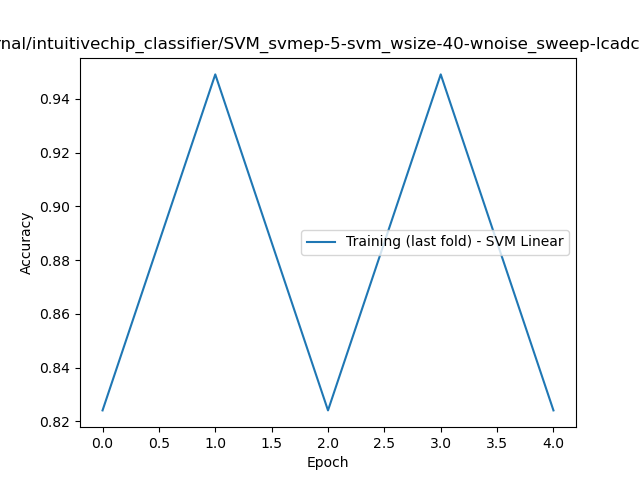 rnal/intuitivechip_classifier/SVM_svmep-5-svm_wsize-40-wnoise_sweep-lcadc
0.94
0.92
0.90
0.88
0.86
0.84
0.82
Accuracy
Training (last fold) - SVM Linear
0.0 0.5 1.0 1.5 2.0 2.5 3.0 3.5 4.0
Epoch